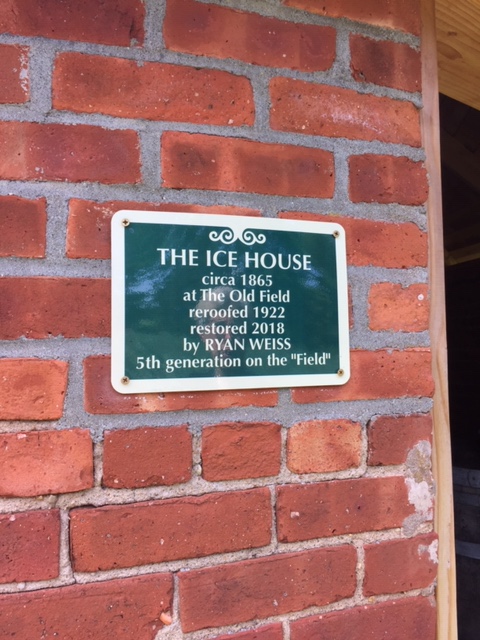 THE ICE HOUSE
circa 1865
at The Old Field
reroofed 1922
restored 2018
by RYAN WEISS
5th generation on the "Field"